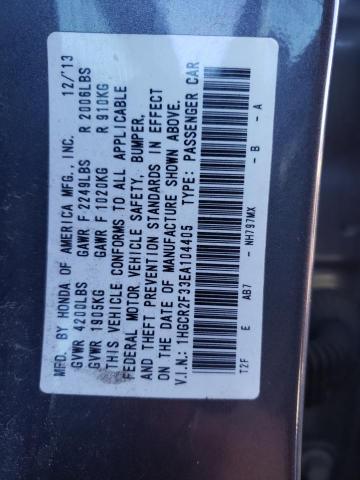 MFD. BY HONDA OF AMERICA MFG., INC. 12/'13
GVWR 4200LBS GAWR F 2249LBS R 2006LBS
GVWR 1905KG GAWR F 1020KG R 910KG
THIS VEHICLE CONFORMS TO ALL APPLICABLE
FEDERAL MOTOR VEHICLE SAFETY, BUMPER,
AND THEFT PREVENTION STANDARDS IN EFFECT
ON THE DATE OF MANUFACTURE SHOWN ABOVE.
V.I.N.: 1HGCR2F33EA104405 TYPE: PASSENGER CAR
T2F E AB7 - NH797MX - B - A